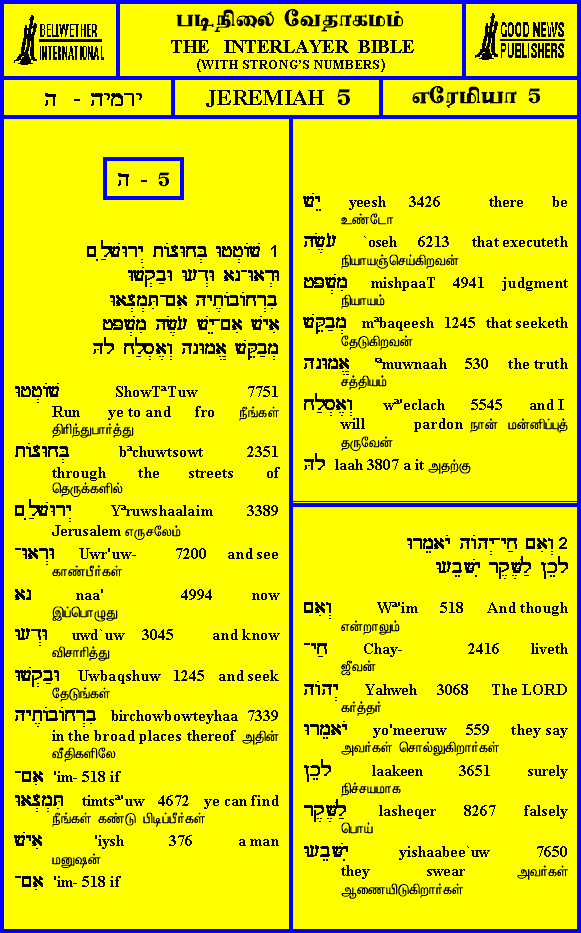 BELWETHER
INTERNATIONAL
படிநிலை வேதாகமம்
THE INTERLAYER BIBLE
(WITH STRONG'S NUMBERS)
GOOD NEWS
PUBLISHERS
ירמיה - ה
JEREMIAH 5
எரேமியா 5
ה - 5
1 שׁוֹטְטוּ בְּחוּצוֹת יְרוּשָׁלִַם
וּרְאוּ־נָא וּדְעוּ וּבַקְשׁוּ
בִרְחוֹבוֹתֶיהָ אִם־תִּמְצְאוּ
אִישׁ אִם־יֵשׁ עֹשֶׂה מִשְׁפָּט
מְבַקֵּשׁ אֱמוּנָה וְאֶסְלַח לָהּ
שׁוֹטְטוּ ShowTªTuw 7751
Run ye to and fro நீங்கள்
திரிந்துபார்த்து
בְּחוּצוֹת bªchuwtsowt 2351
through the streets of
தெருக்களில்
יְרוּשָׁלִַם Yªruwshaalaim 3389
Jerusalem எருசலேம்
וּרְאוּ־ Uwr'uw- 7200 and see
காண்பீர்கள்
נָא naa' 4994 now
இப்பொழுது
וּדְעוּ uwd`uw 3045 and know
விசாரித்து
וּבַקְשׁוּ Uwbaqshuw 1245 and seek
தேடுங்கள்
בִרְחוֹבוֹתֶיהָ birchowbowteyhaa 7339
in the broad places thereof அதின்
வீதிகளிலே
אִם־ 'im- 518 if
תִּמְצְאוּ timtsª'uw 4672 ye can find
நீங்கள் கண்டு பிடிப்பீர்கள்
אִישׁ 'iysh 376 a man
மனுஷன்
אִם־ 'im- 518 if
יֵשׁ yeesh 3426 there be
உண்டோ
עֹשֶׂה `oseh 6213 that executeth
நியாயஞ்செய்கிறவன்
מִשְׁפָּט mishpaaT 4941 judgment
நியாயம்
מְבַקֵּשׁ mªbaqeesh 1245 that seeketh
தேடுகிறவன்
אֱמוּנָה ªmuwnaah 530 the truth
சத்தியம்
וְאֶסְלַח wª'eclach 5545 and I
will pardon நான் மன்னிப்புத்
தருவேன்
לָהּ laah 3807 a it அதற்கு
2 וְאִם חַי־יְהוָֹה יֹאמֵרוּ
לָכֵן לַשֶּׁקֶר יִשָּׁבֵעוּ
וְאִם Wª'im 518 And though
என்றாலும்
חַי־ Chay- 2416 liveth
ஜீவன்
יְהוָֹה Yahweh 3068 The LORD
கர்த்தர்
יֹאמֵרוּ yo'meeruw 559 they say
அவர்கள் சொல்லுகிறார்கள்
לָכֵן laakeen 3651 surely
நிச்சயமாக
לַשֶּׁקֶר lasheqer 8267 falsely
பொய்
יִשָּׁבֵעוּ yishaabee`uw 7650
they swear அவர்கள்
ஆணையிடுகிறார்கள்